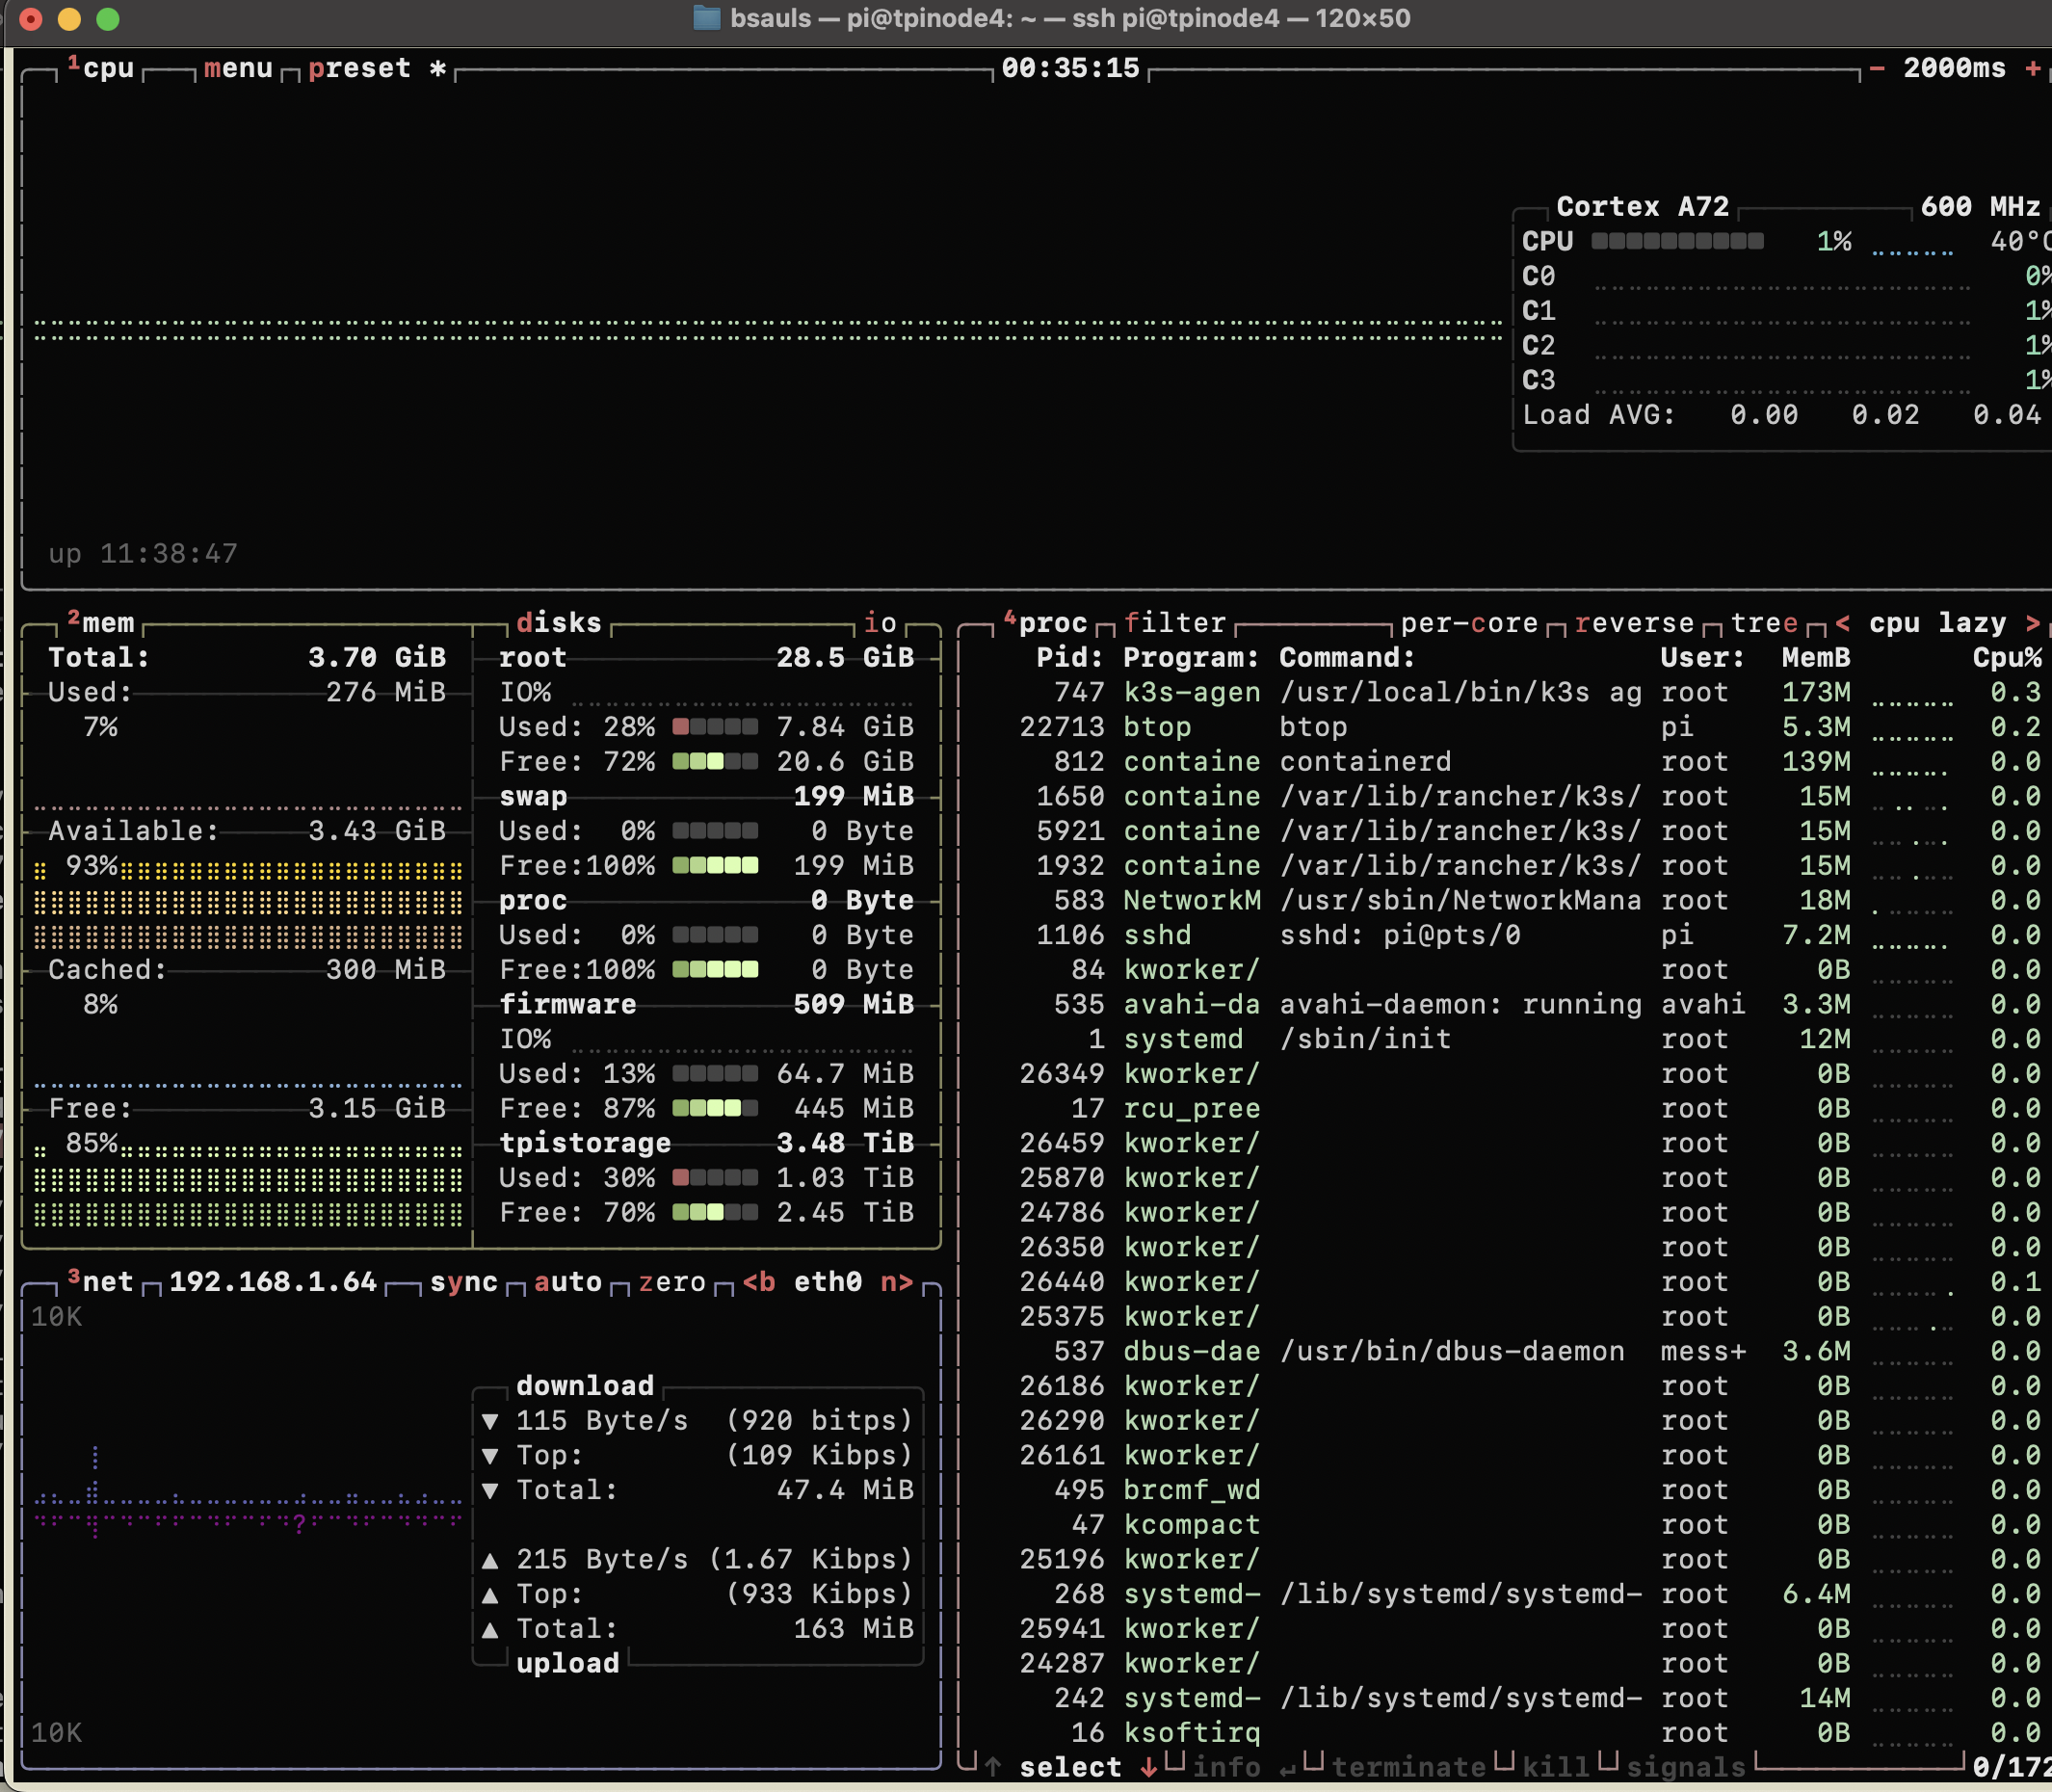 bsauls — pi@tpinode4: ~ — ssh pi@tpinode4 — 120×50
¹cpu menu preset * 00:35:15 - 2000ms +
Cortex A72 600 MHz
CPU 1% 40°C
C0 0%
C1 1%
C2 1%
C3 1%
Load AVG: 0.00 0.02 0.04
up 11:38:47
²mem
Total: 3.70 GiB
Used: 276 MiB
7%
Available: 3.43 GiB
93%
Cached: 300 MiB
8%
Free: 3.15 GiB
85%
disks io
root 28.5 GiB
IO%
Used: 28% 7.84 GiB
Free: 72% 20.6 GiB
swap 199 MiB
Used: 0% 0 Byte
Free:100% 199 MiB
proc 0 Byte
Used: 0% 0 Byte
Free:100% 0 Byte
firmware 509 MiB
IO%
Used: 13% 64.7 MiB
Free: 87% 445 MiB
tpistorage 3.48 TiB
Used: 30% 1.03 TiB
Free: 70% 2.45 TiB
³net 192.168.1.64 sync auto zero <b eth0 n>
10K
download
▼ 115 Byte/s (920 bitps)
▼ Top: (109 Kibps)
▼ Total: 47.4 MiB
?
▲ 215 Byte/s (1.67 Kibps)
▲ Top: (933 Kibps)
▲ Total: 163 MiB
upload
10K
⁴proc filter per-core reverse tree < cpu lazy >
Pid: Program: Command: User: MemB Cpu%
747 k3s-agen /usr/local/bin/k3s ag root 173M 0.3
22713 btop btop pi 5.3M 0.2
812 containe containerd root 139M 0.0
1650 containe /var/lib/rancher/k3s/ root 15M 0.0
5921 containe /var/lib/rancher/k3s/ root 15M 0.0
1932 containe /var/lib/rancher/k3s/ root 15M 0.0
583 NetworkM /usr/sbin/NetworkMana root 18M 0.0
1106 sshd sshd: pi@pts/0 pi 7.2M 0.0
84 kworker/ root 0B 0.0
535 avahi-da avahi-daemon: running avahi 3.3M 0.0
1 systemd /sbin/init root 12M 0.0
26349 kworker/ root 0B 0.0
17 rcu_pree root 0B 0.0
26459 kworker/ root 0B 0.0
25870 kworker/ root 0B 0.0
24786 kworker/ root 0B 0.0
26350 kworker/ root 0B 0.0
26440 kworker/ root 0B 0.1
25375 kworker/ root 0B 0.0
537 dbus-dae /usr/bin/dbus-daemon mess+ 3.6M 0.0
26186 kworker/ root 0B 0.0
26290 kworker/ root 0B 0.0
26161 kworker/ root 0B 0.0
495 brcmf_wd root 0B 0.0
47 kcompact root 0B 0.0
25196 kworker/ root 0B 0.0
268 systemd- /lib/systemd/systemd- root 6.4M 0.0
25941 kworker/ root 0B 0.0
24287 kworker/ root 0B 0.0
242 systemd- /lib/systemd/systemd- root 14M 0.0
16 ksoftirq root 0B 0.0
↑ select ↓ info ↵ terminate kill signals 0/172